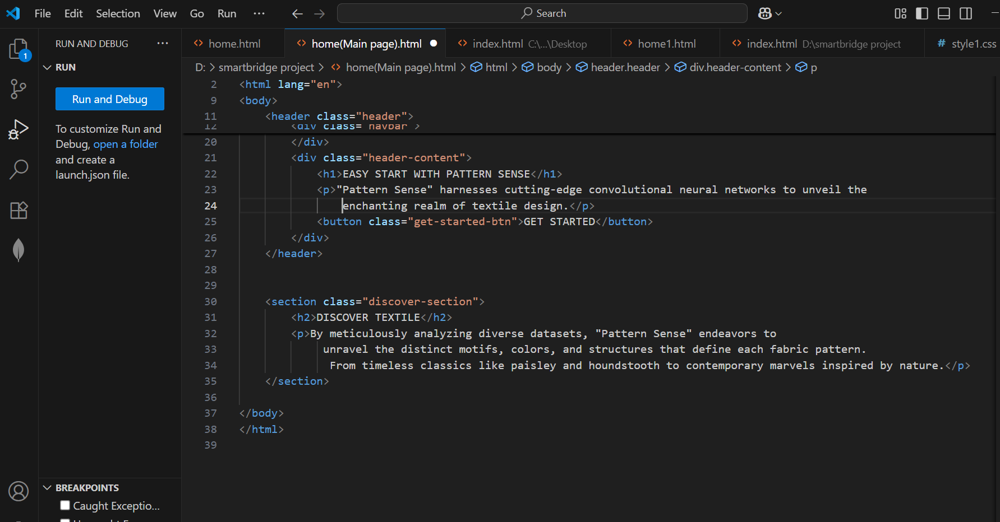 File Edit Selection View Go Run ··· Search
RUN AND DEBUG ···
home.html home(Main page).html index.html C:\...\Desktop home1.html index.html D:\smartbridge project # style1.css
1
RUN
D: > smartbridge project > home(Main page).html > html > body > header.header > div.header-content > p
Run and Debug
To customize Run and
Debug, open a folder
and create a
launch.json file.
2 <html lang="en">
9 <body>
11 <header class="header">
12 <div class="navbar">
20 </div>
21 <div class="header-content">
22 <h1>EASY START WITH PATTERN SENSE</h1>
23 <p>"Pattern Sense" harnesses cutting-edge convolutional neural networks to unveil the
24 enchanting realm of textile design.</p>
25 <button class="get-started-btn">GET STARTED</button>
26 </div>
27 </header>
28
29
30 <section class="discover-section">
31 <h2>DISCOVER TEXTILE</h2>
32 <p>By meticulously analyzing diverse datasets, "Pattern Sense" endeavors to
33 unravel the distinct motifs, colors, and structures that define each fabric pattern.
34 From timeless classics like paisley and houndstooth to contemporary marvels inspired by nature.</p>
35 </section>
36
37 </body>
38 </html>
39
BREAKPOINTS
Caught Exceptio...